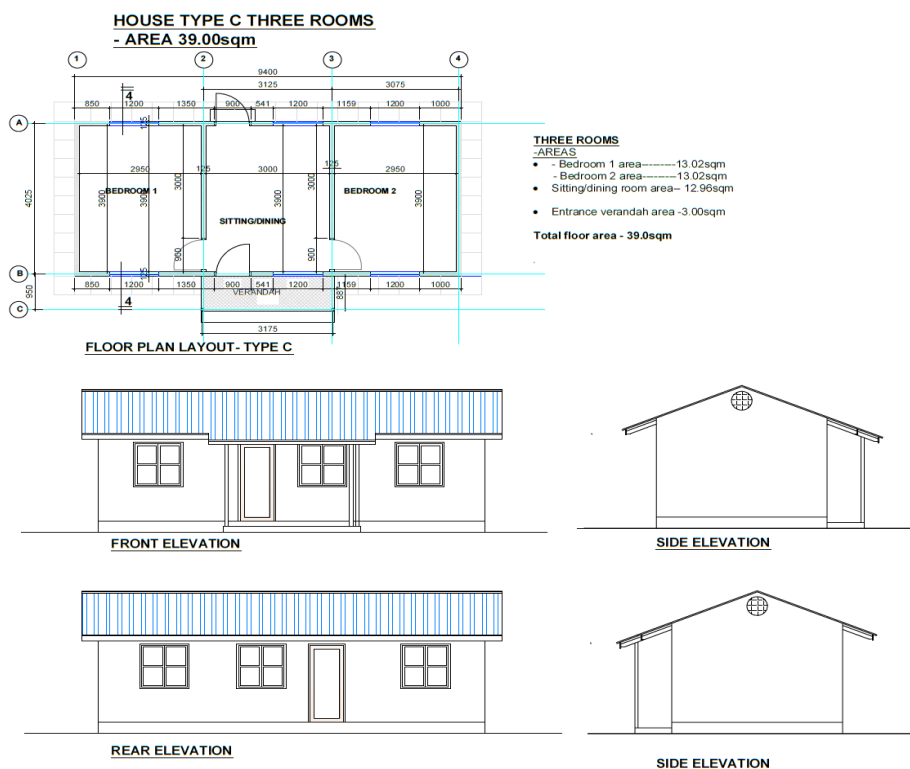 HOUSE TYPE C THREE ROOMS
- AREA 39.00sqm
1 2 3 4
9400
3125 3075
850 1200 1350 900 541 1200 1159 1200 1000
4
A
125
2950 125 3000 125 2950
BEDROOM 1 BEDROOM 2
3900 3900 3000 3000 3900
4025
SITTING/DINING
900 900
B
125
850 1200 1350 900 541 1200 1159 1200 1000
4
950
VERANDAH
C
3175
FLOOR PLAN LAYOUT- TYPE C
THREE ROOMS
-AREAS
• - Bedroom 1 area---------13.02sqm
- Bedroom 2 area---------13.02sqm
• Sitting/dining room area-- 12.96sqm
• Entrance verandah area -3.00sqm
Total floor area - 39.0sqm
FRONT ELEVATION
SIDE ELEVATION
REAR ELEVATION
SIDE ELEVATION